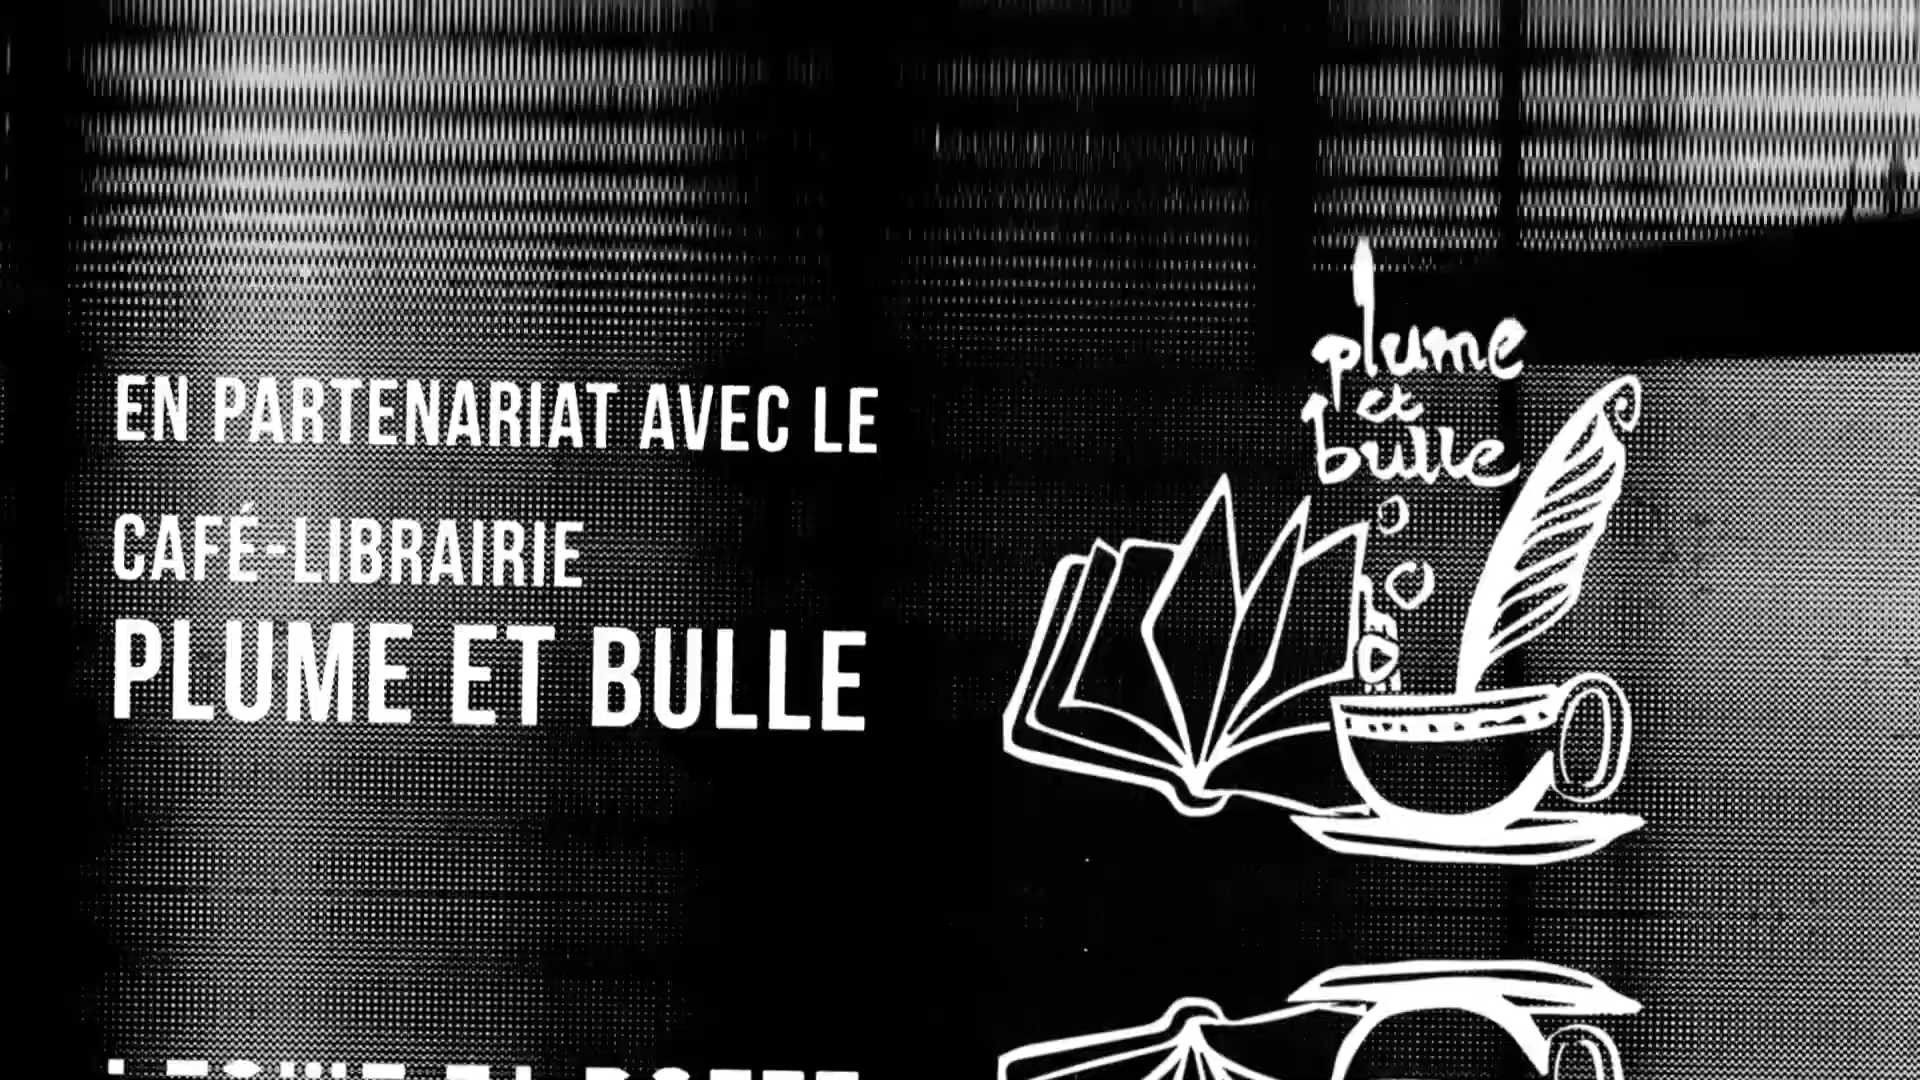 EN PARTENARIAT AVEC LE
CAFÉ-LIBRAIRIE
PLUME ET BULLE
plume
et
bulle